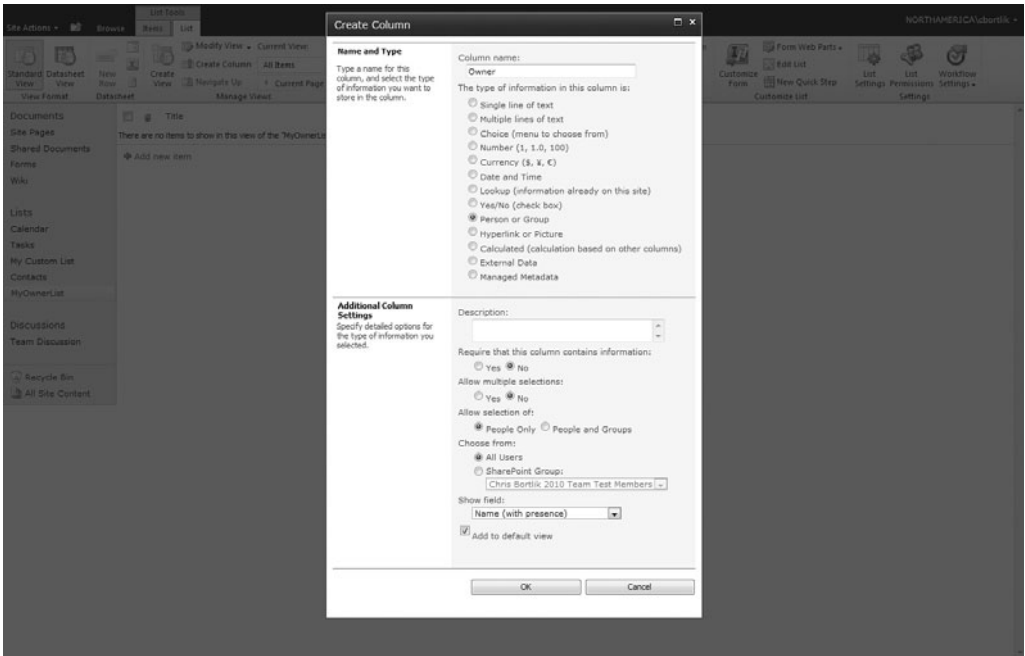 List Tools
Site Actions
Browse
Items
List
NORTHAMERICA\cbortlik
Standard View
Datasheet View
New Row
Create View
Modify View
Create Column
Navigate Up
Current View:
All Items
Current Page
View Format
Datasheet
Manage Views
Customize Form
Form Web Parts
Edit List
New Quick Step
List Settings
List Permissions
Workflow Settings
Customize List
Settings
Documents
Site Pages
Shared Documents
Forms
Wiki
Lists
Calendar
Tasks
My Custom List
Contacts
MyOwnerList
Discussions
Team Discussion
Recycle Bin
All Site Content
Title
There are no items to show in this view of the "MyOwnerLis
Add new item
Create Column
Name and Type
Type a name for this
column, and select the type
of information you want to
store in the column.
Column name:
Owner
The type of information in this column is:
Single line of text
Multiple lines of text
Choice (menu to choose from)
Number (1, 1.0, 100)
Currency ($, ¥, €)
Date and Time
Lookup (information already on this site)
Yes/No (check box)
Person or Group
Hyperlink or Picture
Calculated (calculation based on other columns)
External Data
Managed Metadata
Additional Column
Settings
Specify detailed options for
the type of information you
selected.
Description:
Require that this column contains information:
Yes No
Allow multiple selections:
Yes No
Allow selection of:
People Only People and Groups
Choose from:
All Users
SharePoint Group:
Chris Bortlik 2010 Team Test Members
Show field:
Name (with presence)
Add to default view
OK Cancel